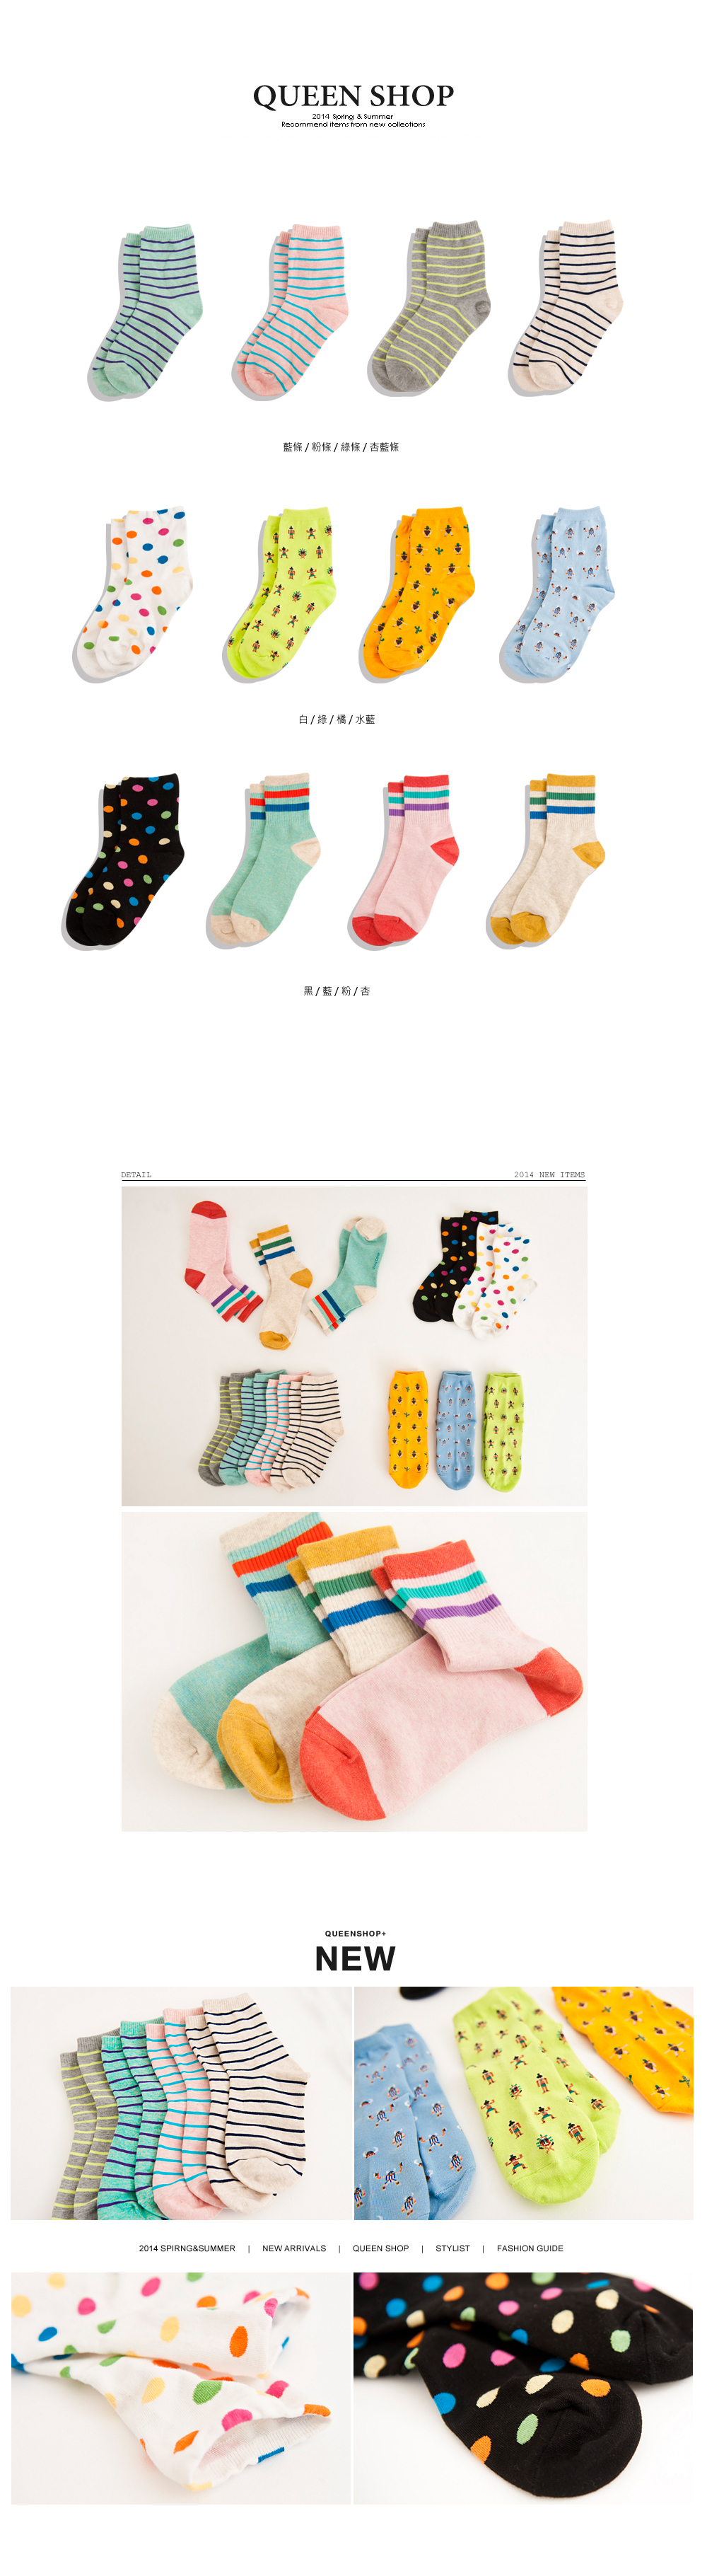 QUEEN SHOP
2014 Spring & Summer
Recommend items from new collections
藍條 / 粉條 / 綠條 / 杏藍條
白 / 綠 / 橘 / 水藍
黑 / 藍 / 粉 / 杏
DETAIL 2014 NEW ITEMS
QUEENSHOP+
NEW
2014 SPIRNG&SUMMER | NEW ARRIVALS | QUEEN SHOP | STYLIST | FASHION GUIDE